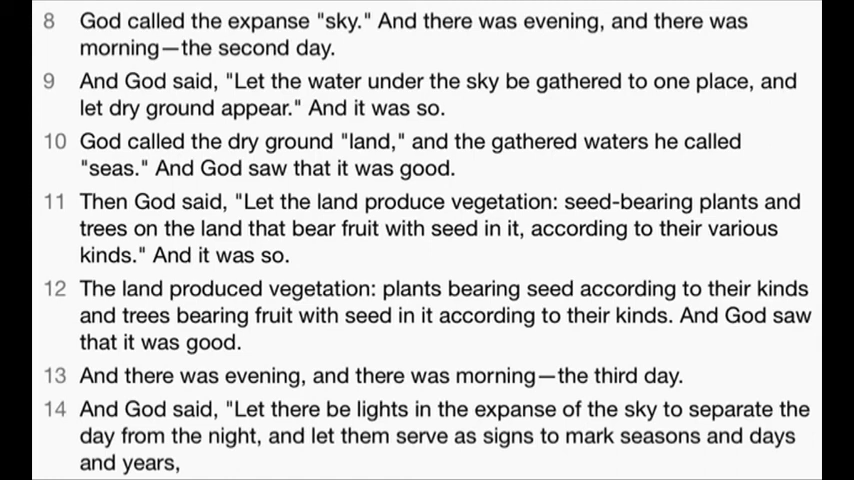 8 God called the expanse "sky." And there was evening, and there was
morning—the second day.
9 And God said, "Let the water under the sky be gathered to one place, and
let dry ground appear." And it was so.
10 God called the dry ground "land," and the gathered waters he called
"seas." And God saw that it was good.
11 Then God said, "Let the land produce vegetation: seed-bearing plants and
trees on the land that bear fruit with seed in it, according to their various
kinds." And it was so.
12 The land produced vegetation: plants bearing seed according to their kinds
and trees bearing fruit with seed in it according to their kinds. And God saw
that it was good.
13 And there was evening, and there was morning—the third day.
14 And God said, "Let there be lights in the expanse of the sky to separate the
day from the night, and let them serve as signs to mark seasons and days
and years,